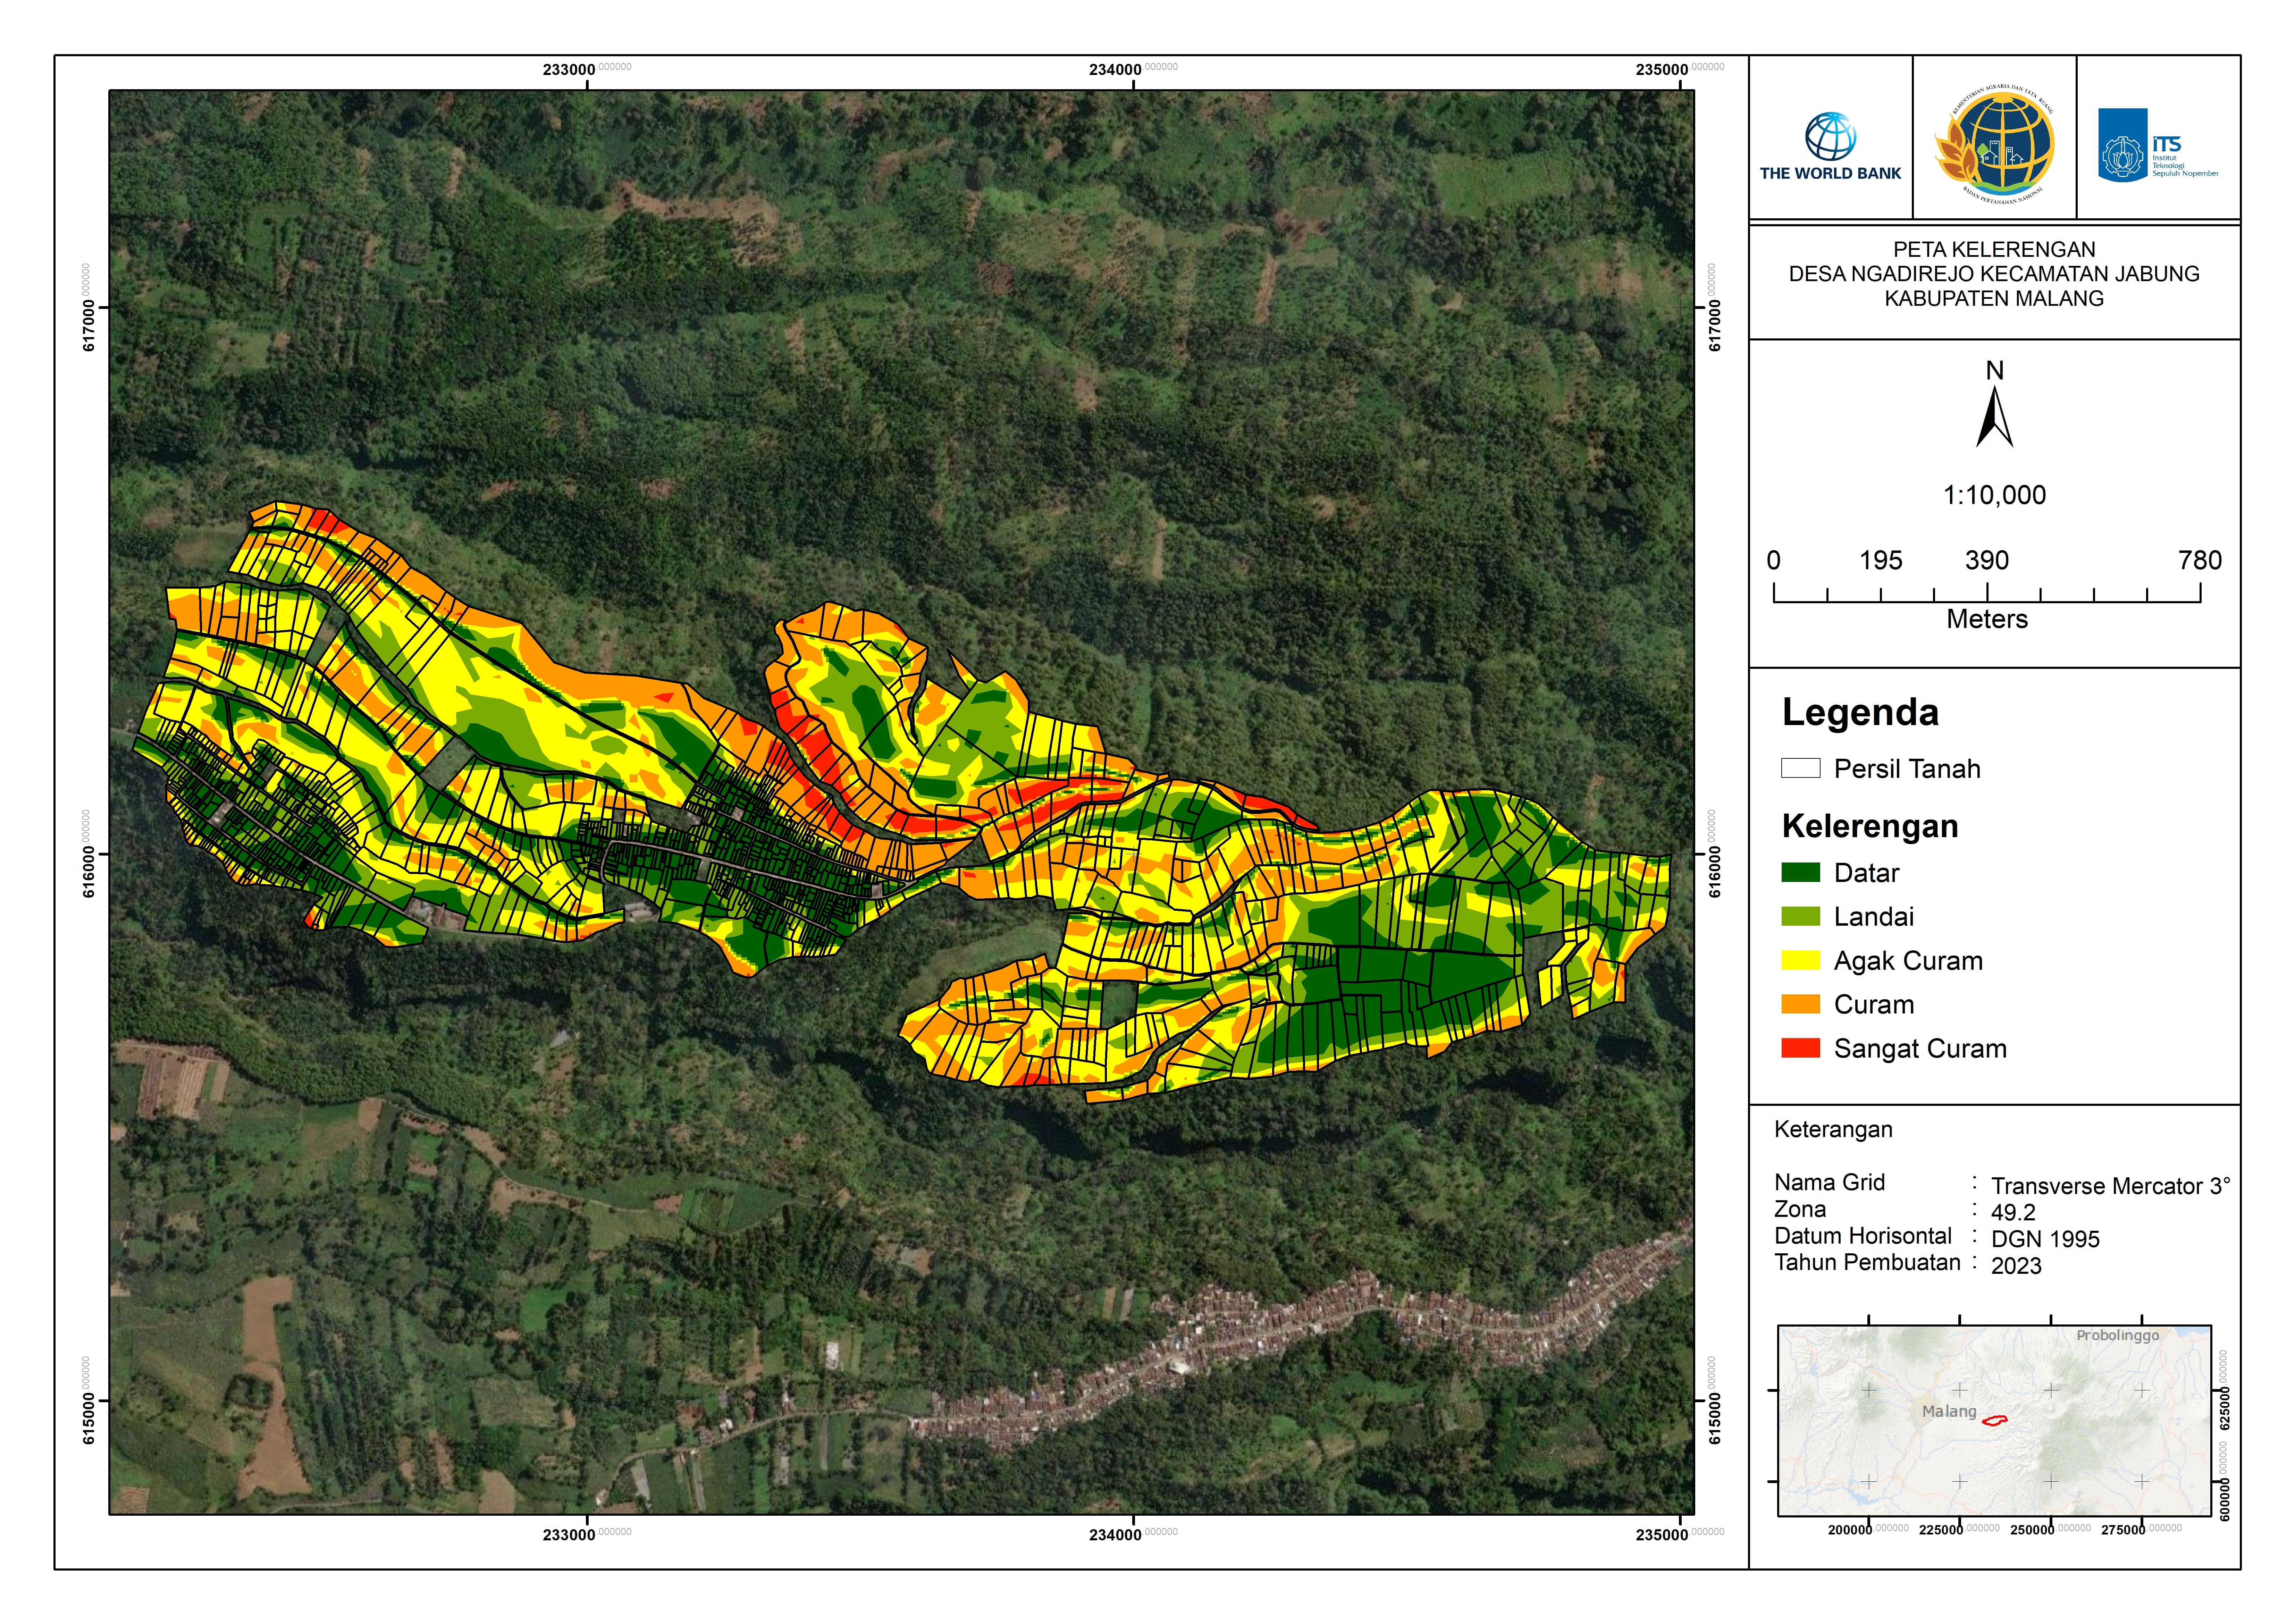 233000.000000
234000.000000
235000.000000
617000.000000
617000.000000
616000.000000
616000.000000
615000.000000
615000.000000
233000.000000
234000.000000
235000.000000
THE WORLD BANK
KEMENTERIAN AGRARIA DAN TATA RUANG
BADAN PERTANAHAN NASIONAL
iTS
Institut
Teknologi
Sepuluh Nopember
PETA KELERENGAN
DESA NGADIREJO KECAMATAN JABUNG
KABUPATEN MALANG
N
1:10,000
0 195 390 780
Meters
Legenda
Persil Tanah
Kelerengan
Datar
Landai
Agak Curam
Curam
Sangat Curam
Keterangan
Nama Grid : Transverse Mercator 3°
Zona : 49.2
Datum Horisontal : DGN 1995
Tahun Pembuatan : 2023
Probolinggo
Malang
625000.000000
600000.000000
200000.000000 225000.000000 250000.000000 275000.000000